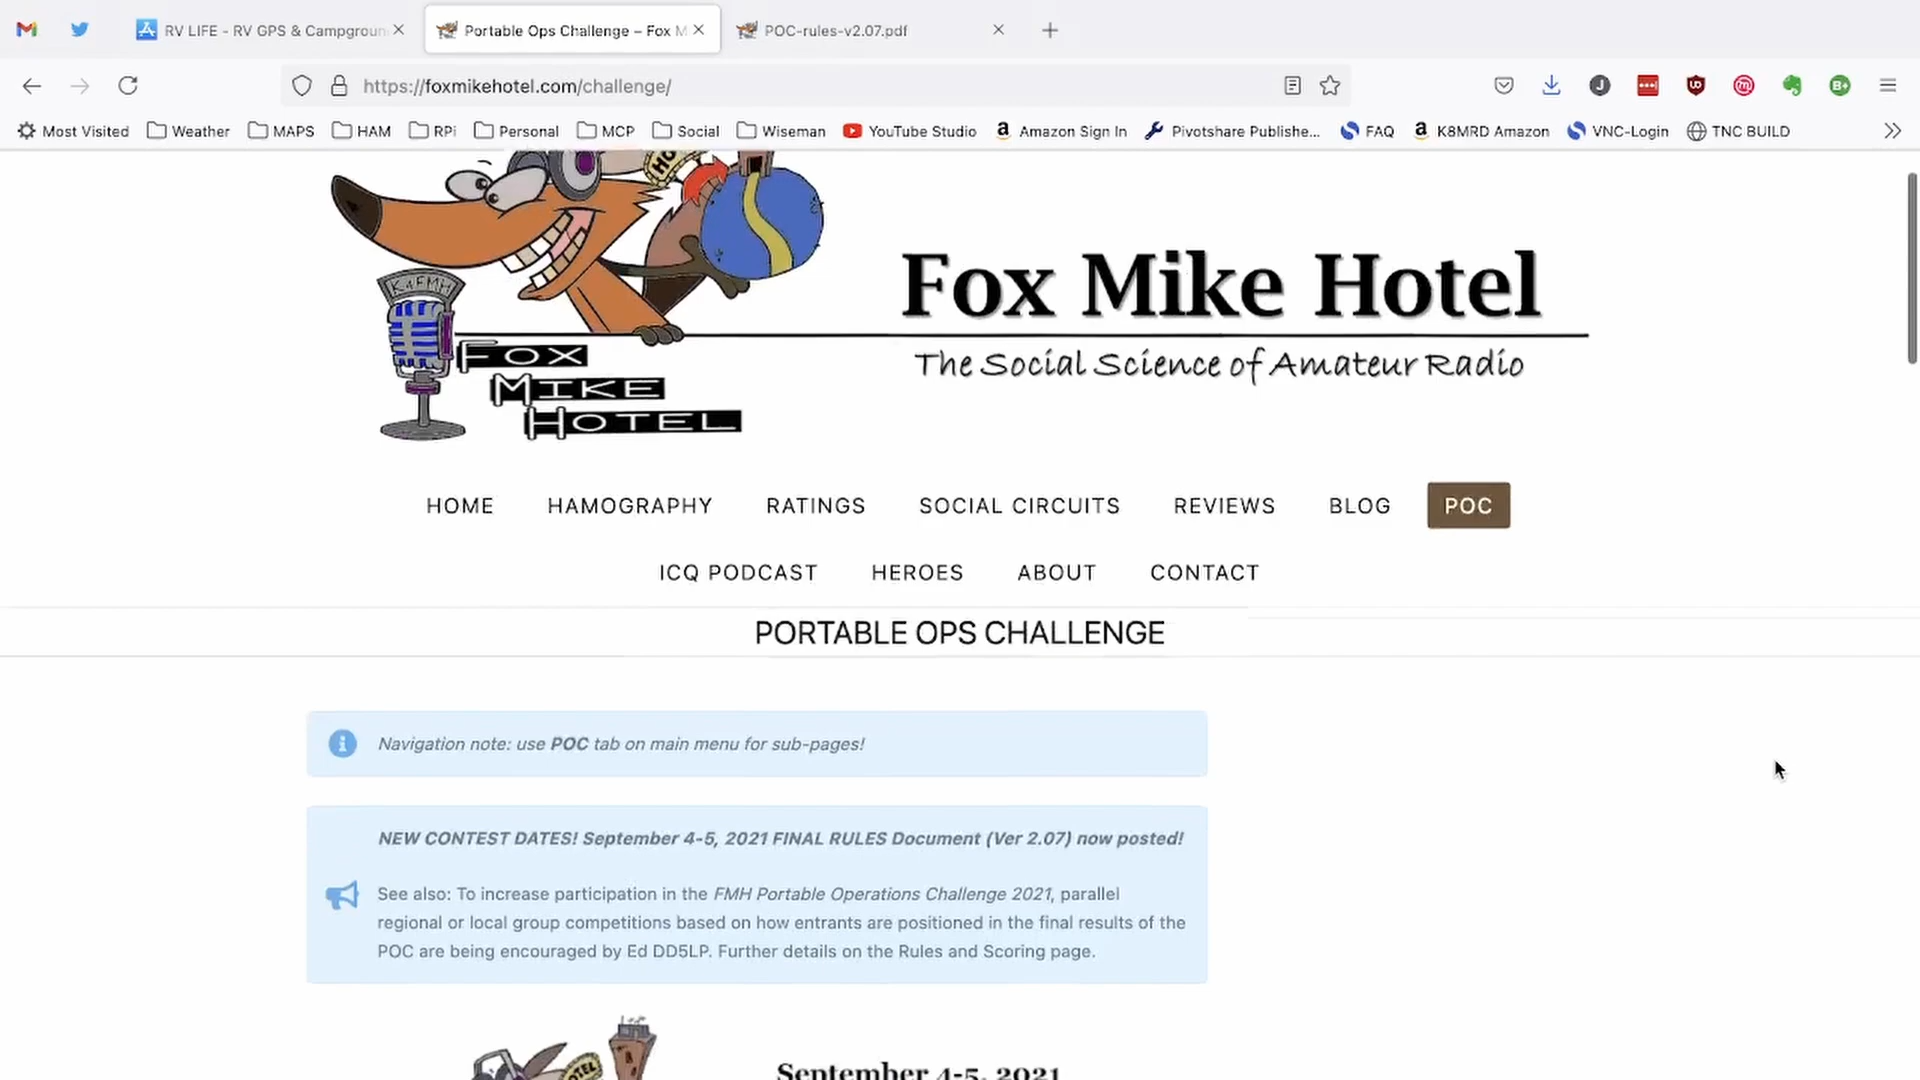 RV LIFE - RV GPS & Campgroun
Portable Ops Challenge – Fox M
POC-rules-v2.07.pdf
https://foxmikehotel.com/challenge/
Most Visited Weather MAPS HAM RPi Personal MCP Social Wiseman YouTube Studio Amazon Sign In Pivotshare Publishe... FAQ K8MRD Amazon VNC-Login TNC BUILD
K4FMH
FOX
MIKE
HOTEL
Fox Mike Hotel
The Social Science of Amateur Radio
HOME HAMOGRAPHY RATINGS SOCIAL CIRCUITS REVIEWS BLOG POC
ICQ PODCAST HEROES ABOUT CONTACT
PORTABLE OPS CHALLENGE
Navigation note: use POC tab on main menu for sub-pages!
NEW CONTEST DATES! September 4-5, 2021 FINAL RULES Document (Ver 2.07) now posted!
See also: To increase participation in the FMH Portable Operations Challenge 2021, parallel
regional or local group competitions based on how entrants are positioned in the final results of the
POC are being encouraged by Ed DD5LP. Further details on the Rules and Scoring page.
September 4-5, 2021